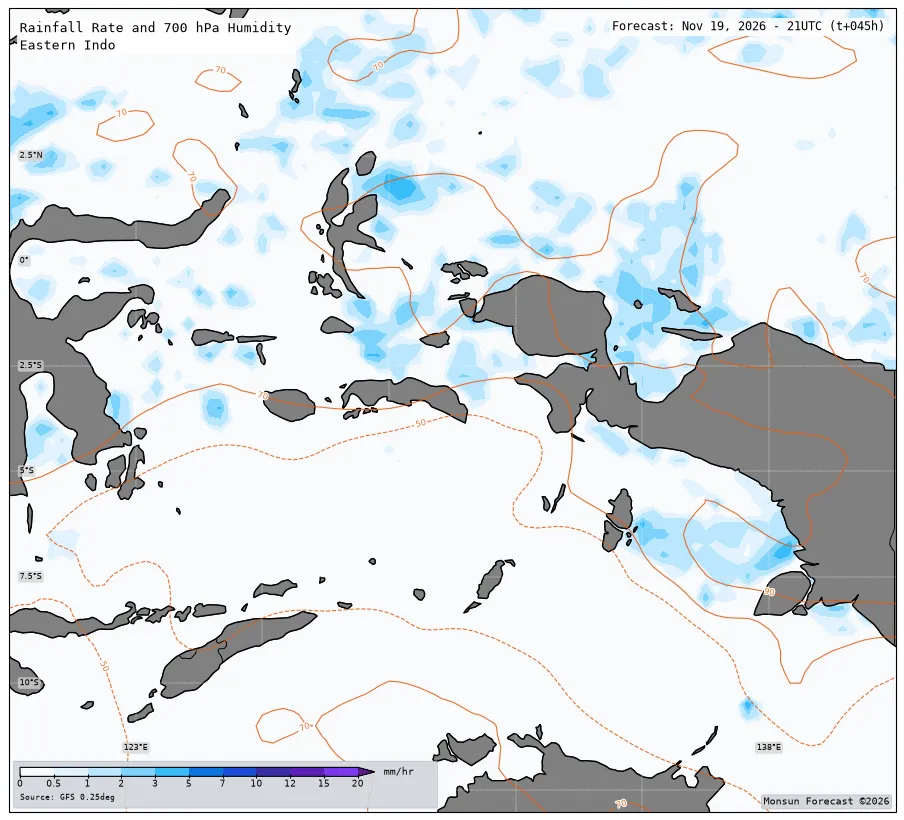 Rainfall Rate and 700 hPa Humidity
Eastern Indo
Forecast: Nov 19, 2026 - 21UTC (t+045h)
70
70
70
70
2.5°N
0°
70
2.5°S
70
50
5°S
7.5°S
90
50
10°S
70
123°E
138°E
0 0.5 1 2 3 5 7 10 12 15 20 mm/hr
Source: GFS 0.25deg
70
Monsun Forecast ©2026